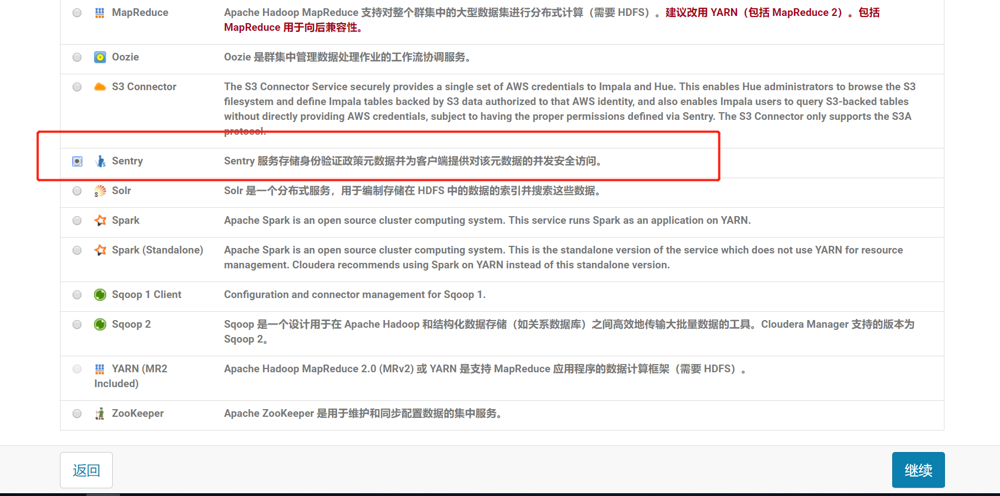 MapReduce
Apache Hadoop MapReduce 支持对整个群集中的大型数据集进行分布式计算（需要 HDFS）。建议改用 YARN（包括 MapReduce 2）。包括
MapReduce 用于向后兼容性。
Oozie
Oozie 是群集中管理数据处理作业的工作流协调服务。
S3 Connector
The S3 Connector Service securely provides a single set of AWS credentials to Impala and Hue. This enables Hue administrators to browse the S3
filesystem and define Impala tables backed by S3 data authorized to that AWS identity, and also enables Impala users to query S3-backed tables
without directly providing AWS credentials, subject to having the proper permissions defined via Sentry. The S3 Connector only supports the S3A
protocol.
Sentry
Sentry 服务存储身份验证政策元数据并为客户端提供对该元数据的并发安全访问。
Solr
Solr 是一个分布式服务，用于编制存储在 HDFS 中的数据的索引并搜索这些数据。
Spark
Apache Spark is an open source cluster computing system. This service runs Spark as an application on YARN.
Spark (Standalone)
Apache Spark is an open source cluster computing system. This is the standalone version of the service which does not use YARN for resource
management. Cloudera recommends using Spark on YARN instead of this standalone version.
Sqoop 1 Client
Configuration and connector management for Sqoop 1.
Sqoop 2
Sqoop 是一个设计用于在 Apache Hadoop 和结构化数据存储（如关系数据库）之间高效地传输大批量数据的工具。Cloudera Manager 支持的版本为
Sqoop 2。
YARN (MR2
Included)
Apache Hadoop MapReduce 2.0 (MRv2) 或 YARN 是支持 MapReduce 应用程序的数据计算框架（需要 HDFS）。
ZooKeeper
Apache ZooKeeper 是用于维护和同步配置数据的集中服务。
返回
继续